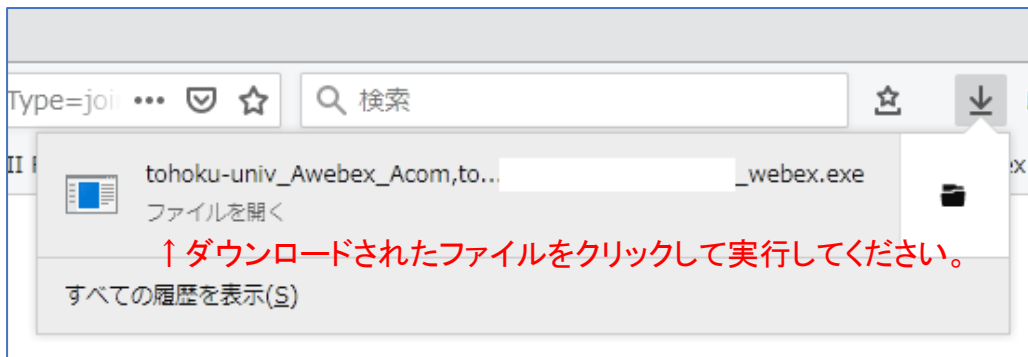 Type=joi
検索
tohoku-univ_Awebex_Acom,to... _webex.exe
ファイルを開く
↑ダウンロードされたファイルをクリックして実行してください。
すべての履歴を表示(S)